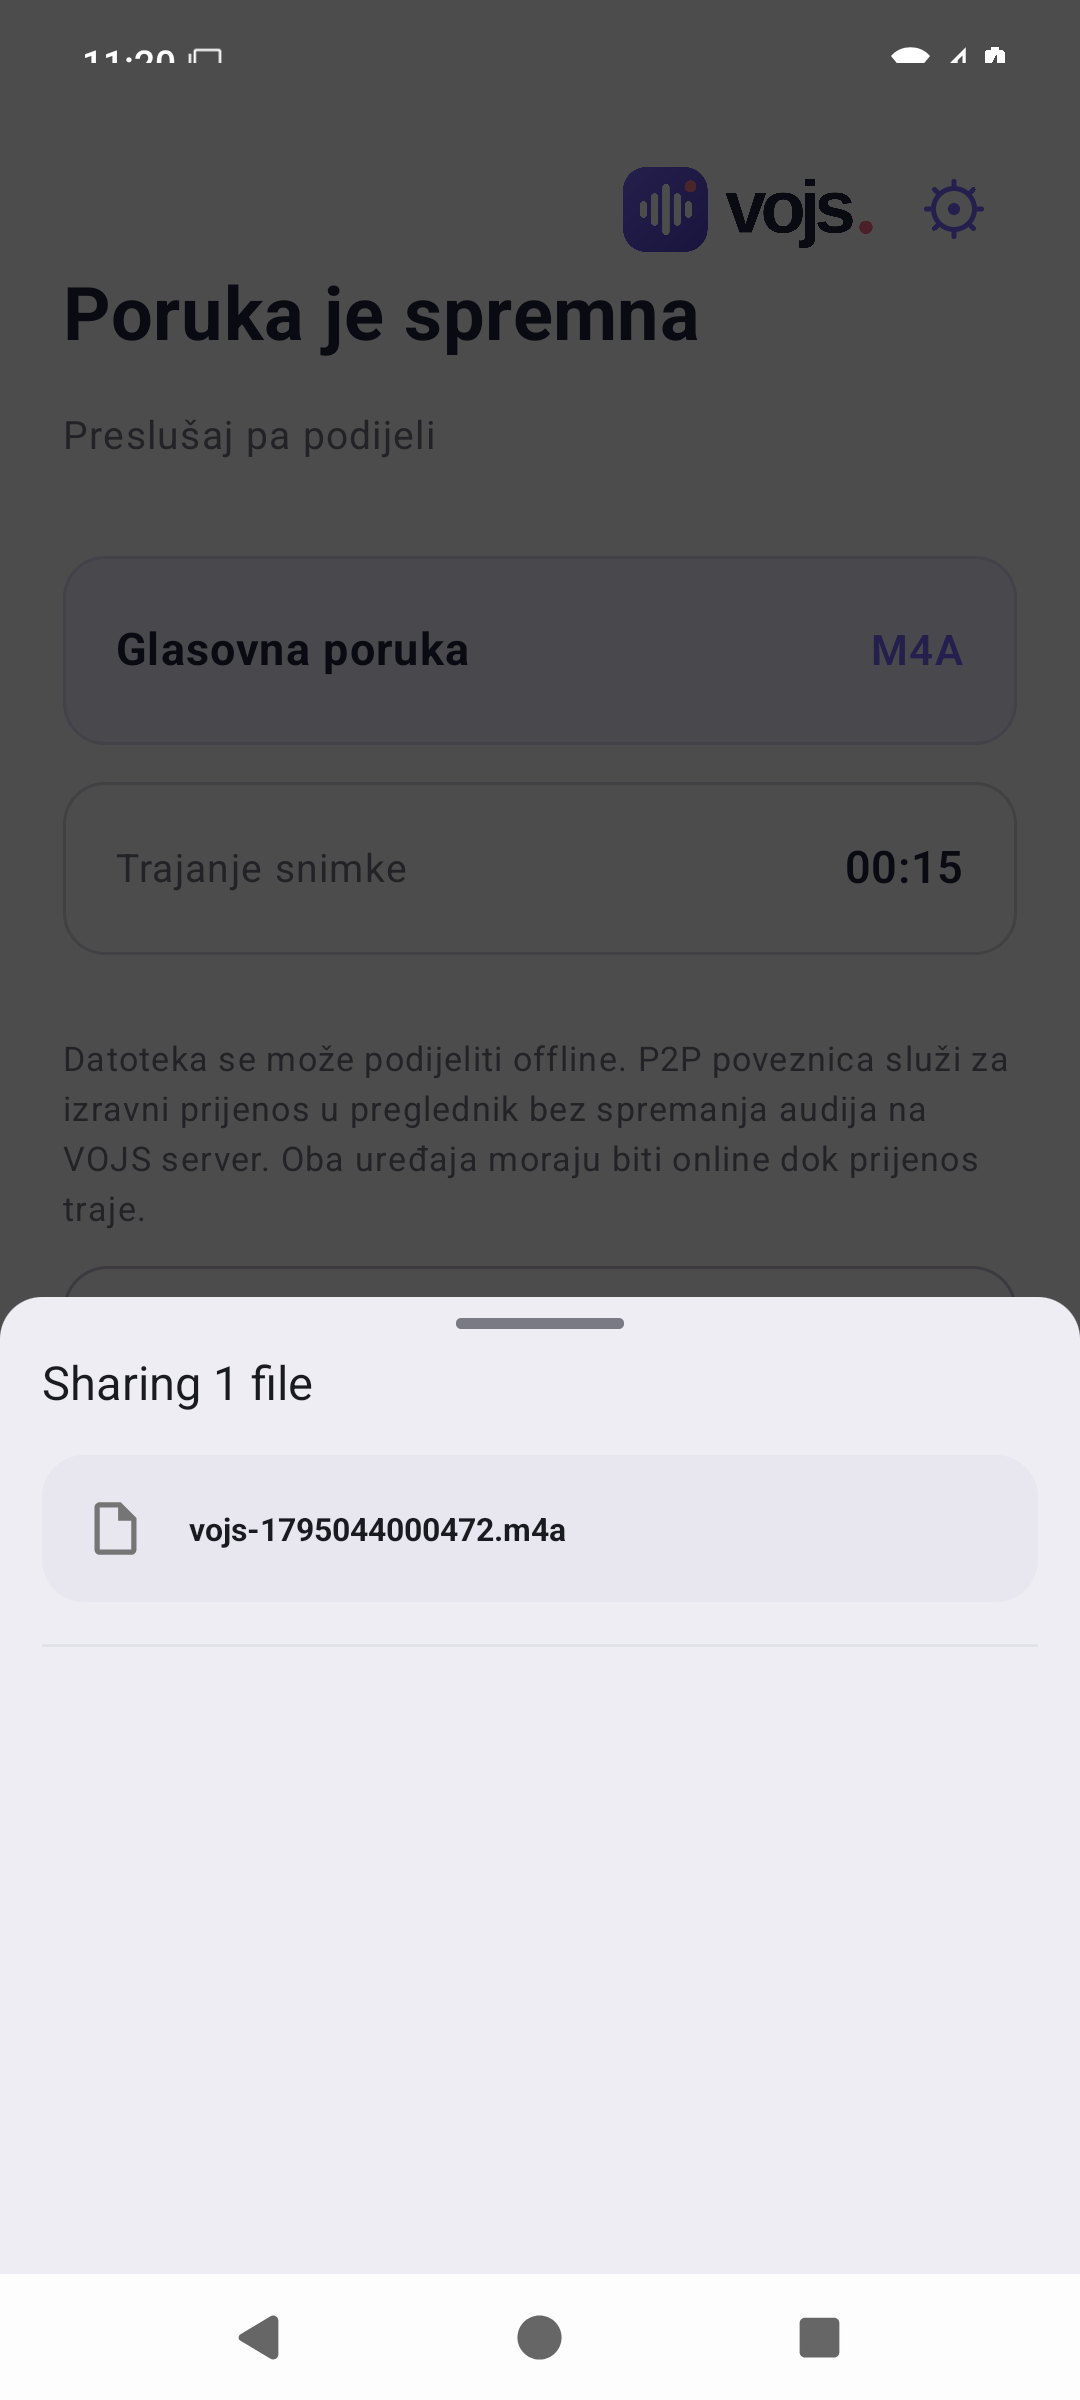 11:20
vojs.
Poruka je spremna
Preslušaj pa podijeli
Glasovna poruka
M4A
Trajanje snimke
00:15
Datoteka se može podijeliti offline. P2P poveznica služi za
izravni prijenos u preglednik bez spremanja audija na
VOJS server. Oba uređaja moraju biti online dok prijenos
traje.
Sharing 1 file
vojs-1795044000472.m4a